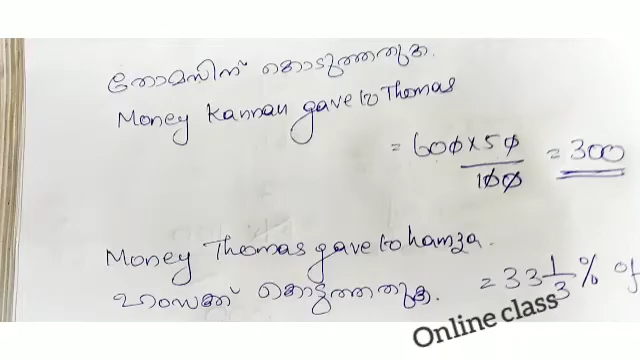 തോമസിന് കൊടുത്തതുക.
Money Kannan gave to Thomas
= 600 x 50 / 100 = 300
Money Thomas gave to hamza.
ഹംസക്ക് കൊടുത്തതുക. = 33 1/3 % of
Online class